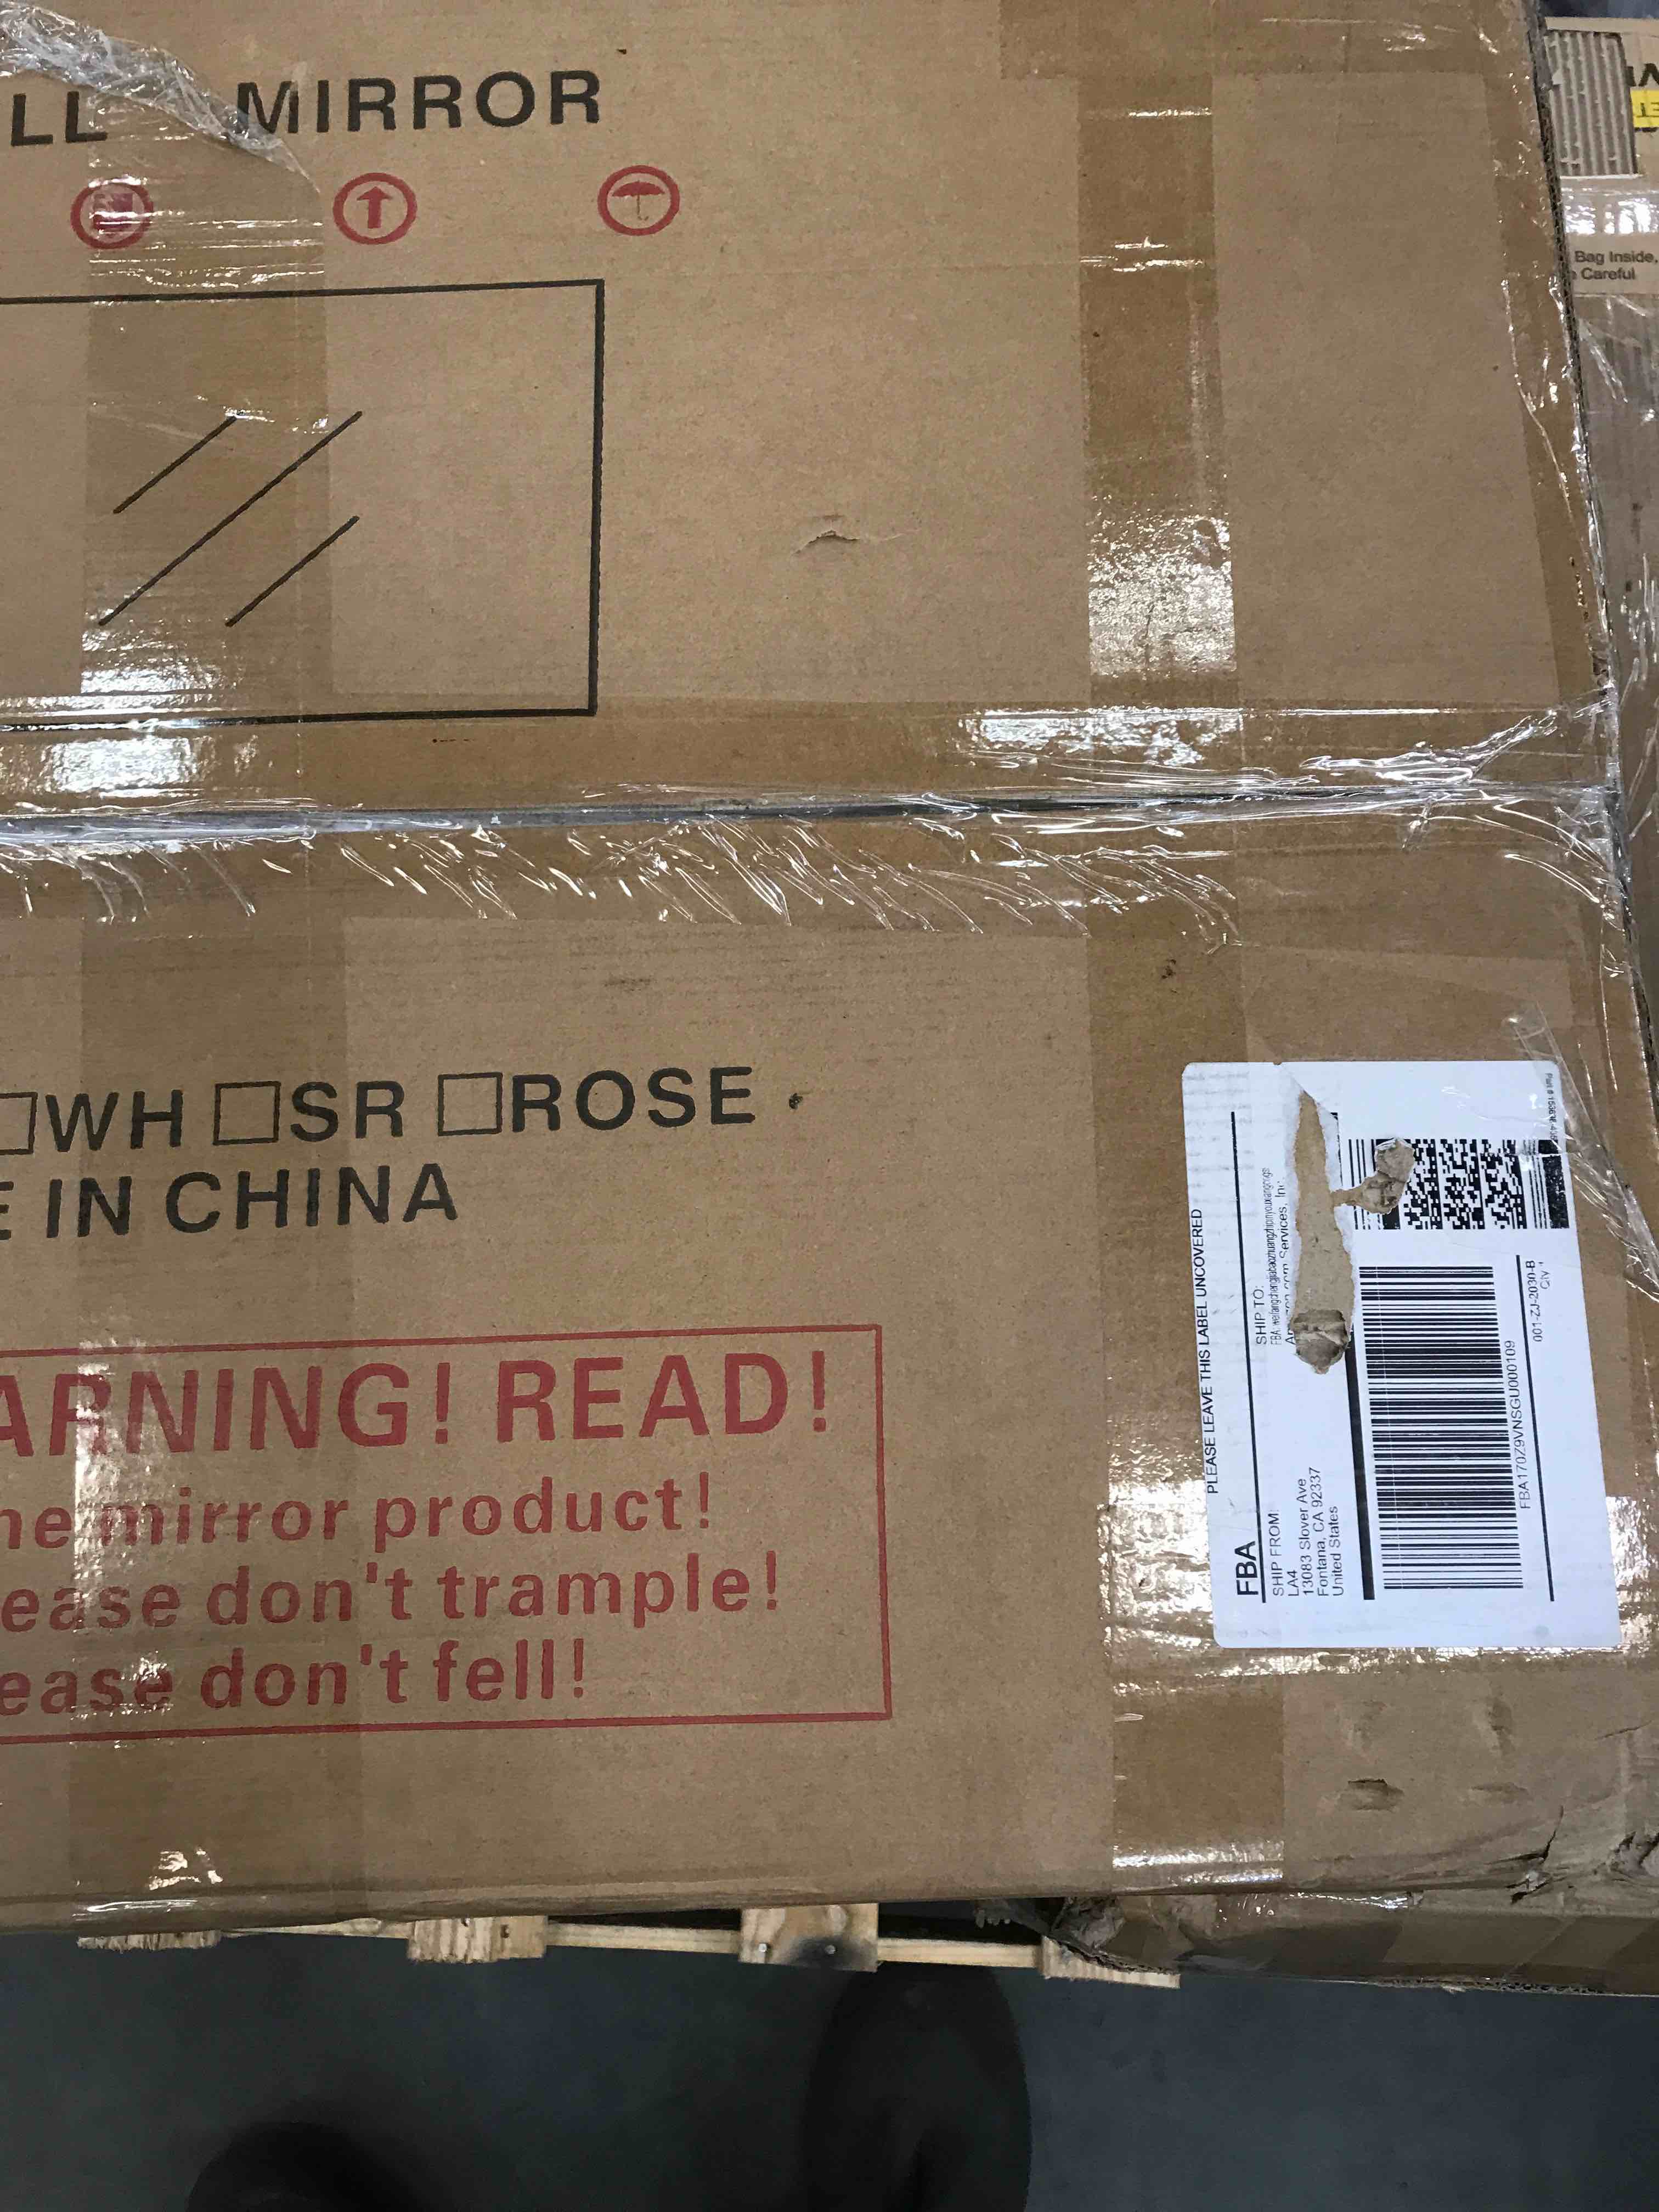 LL MIRROR
Bag Inside,
Careful
WH □SR □ROSE
IN CHINA
ARNING! READ!
mirror product!
ease don't trample!
ease don't fell!
PLEASE LEAVE THIS LABEL UNCOVERED
FBA
SHIP FROM:
LA4
13083 Slover Ave
Fontana, CA 92337
United States
SHIP TO:
FBA:
Services, Inc.
FBA170Z9VNSGU000109
001-ZJ-2030-B